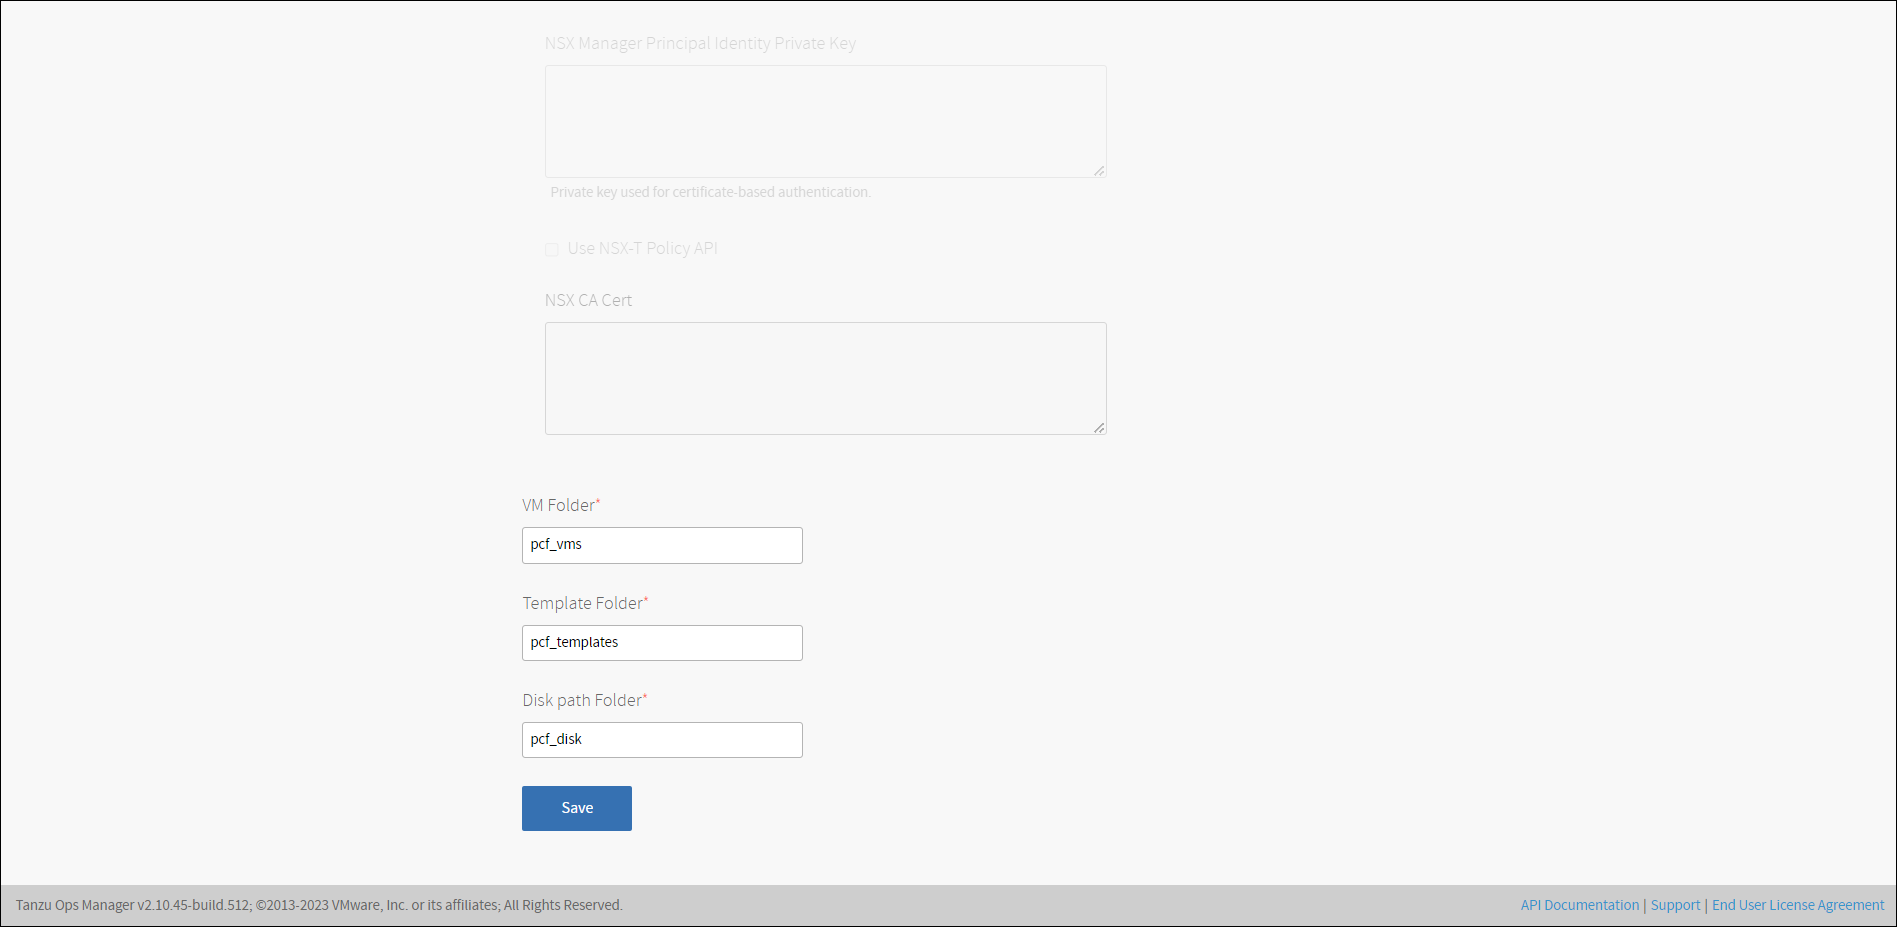 NSX Manager Principal Identity Private Key
Private key used for certificate-based authentication.
Use NSX-T Policy API
NSX CA Cert
VM Folder*
pcf_vms
Template Folder*
pcf_templates
Disk path Folder*
pcf_disk
Save
Tanzu Ops Manager v2.10.45-build.512; ©2013-2023 VMware, Inc. or its affiliates; All Rights Reserved.
API Documentation | Support | End User License Agreement